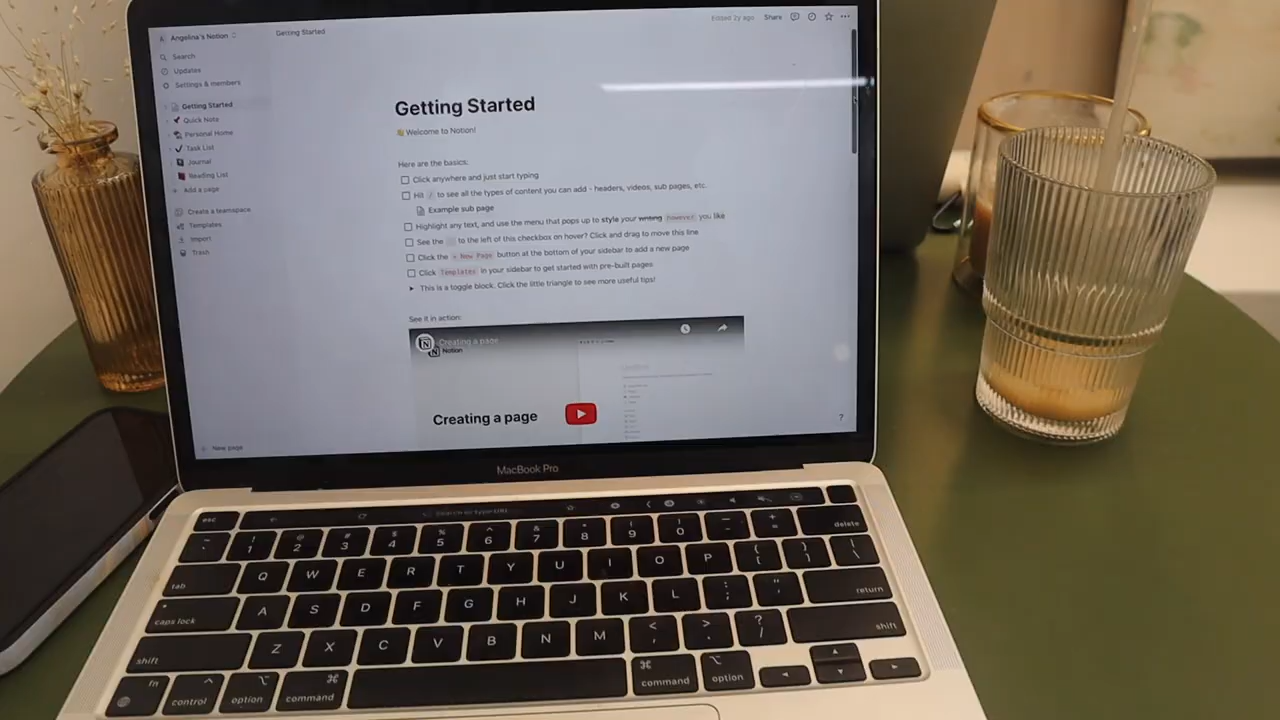 Angelina's Notion
Getting Started
Edited 2y ago
Share
Search
Updates
Settings & members
Getting Started
Quick Note
Personal Home
Task List
Journal
Reading List
Add a page
Create a teamspace
Templates
Import
Trash
New page
Getting Started
👋 Welcome to Notion!
Here are the basics:
Click anywhere and just start typing
Hit / to see all the types of content you can add - headers, videos, sub pages, etc.
Example sub page
Highlight any text, and use the menu that pops up to style your writing however you like
See the to the left of this checkbox on hover? Click and drag to move this line
Click the + New Page button at the bottom of your sidebar to add a new page
Click Templates in your sidebar to get started with pre-built pages
This is a toggle block. Click the little triangle to see more useful tips!
See it in action:
Creating a page
Notion
Creating a page
?
MacBook Pro
esc
Search or type URL
~ ! @ # $ % ^ & * ( ) _ +
` 1 2 3 4 5 6 7 8 9 0 - = delete
tab Q W E R T Y U I O P { [ } ] | \
caps lock A S D F G H J K L : ; " ' return
shift Z X C V B N M < , > . ? / shift
fn control option command command option